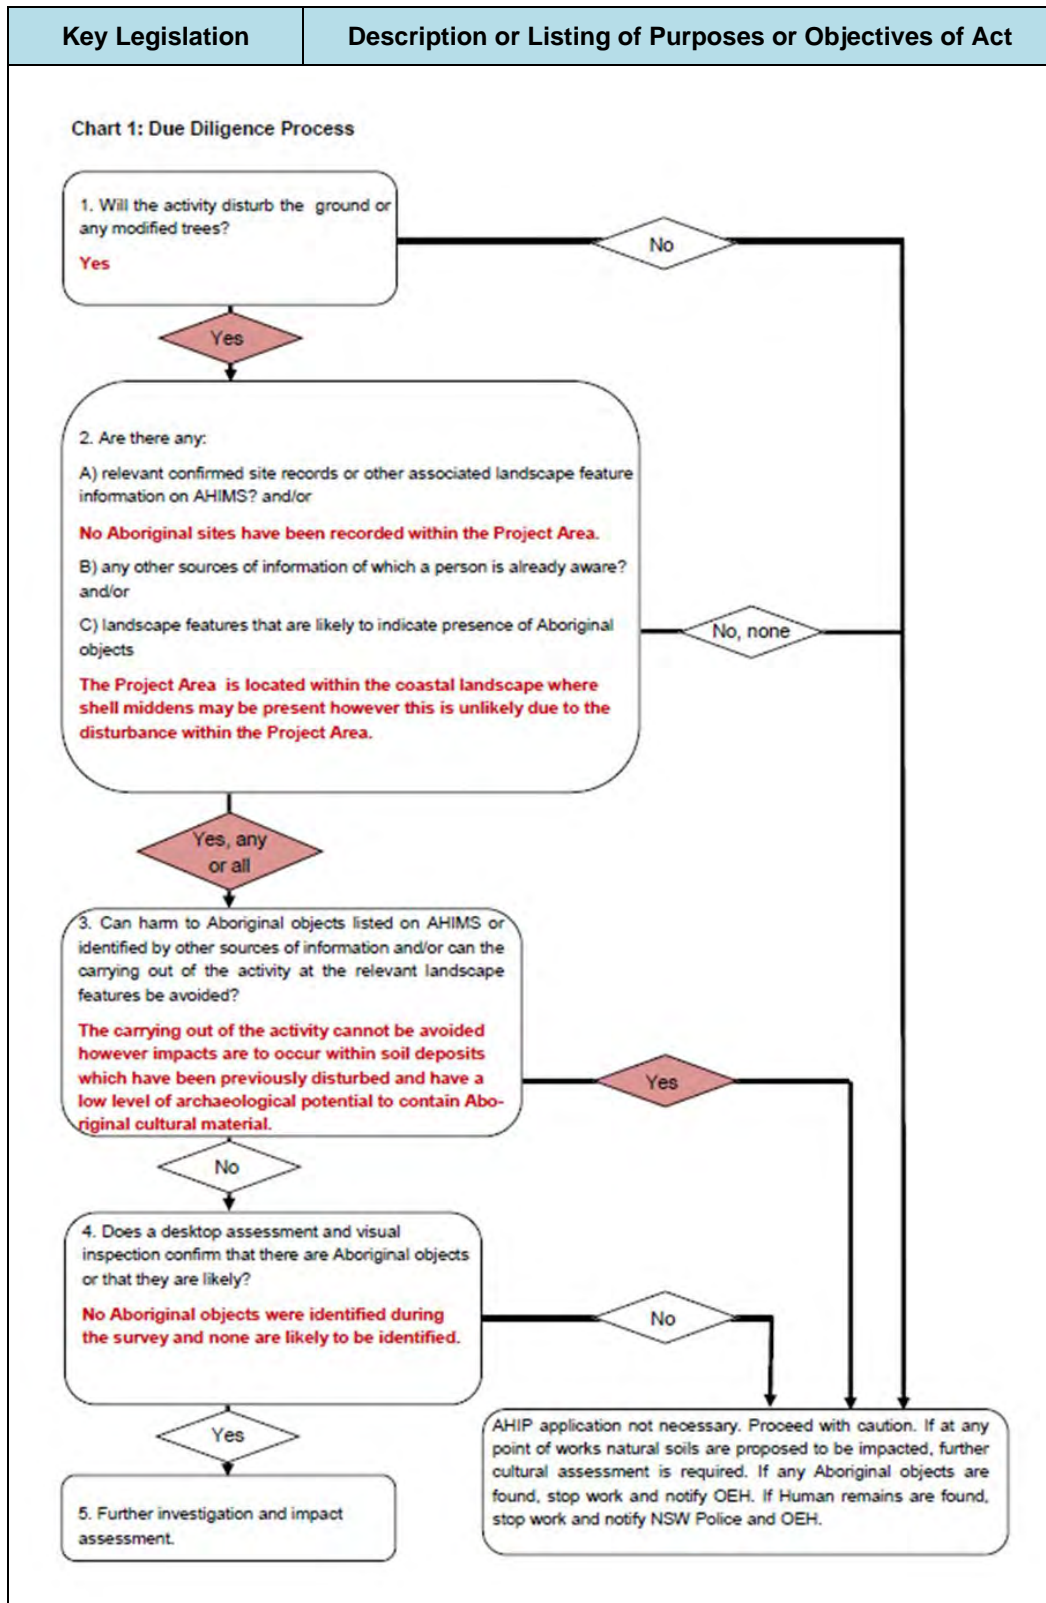 Key Legislation
Description or Listing of Purposes or Objectives of Act
Chart 1: Due Diligence Process
1. Will the activity disturb the ground or
any modified trees?
Yes
No
Yes
2. Are there any:
A) relevant confirmed site records or other associated landscape feature
information on AHIMS? and/or
No Aboriginal sites have been recorded within the Project Area.
B) any other sources of information of which a person is already aware?
and/or
C) landscape features that are likely to indicate presence of Aboriginal
objects
The Project Area is located within the coastal landscape where
shell middens may be present however this is unlikely due to the
disturbance within the Project Area.
No, none
Yes, any
or all
3. Can harm to Aboriginal objects listed on AHIMS or
identified by other sources of information and/or can the
carrying out of the activity at the relevant landscape
features be avoided?
The carrying out of the activity cannot be avoided
however impacts are to occur within soil deposits
which have been previously disturbed and have a
low level of archaeological potential to contain Abo-
riginal cultural material.
Yes
No
4. Does a desktop assessment and visual
inspection confirm that there are Aboriginal objects
or that they are likely?
No Aboriginal objects were identified during
the survey and none are likely to be identified.
No
Yes
5. Further investigation and impact
assessment.
AHIP application not necessary. Proceed with caution. If at any
point of works natural soils are proposed to be impacted, further
cultural assessment is required. If any Aboriginal objects are
found, stop work and notify OEH. If Human remains are found,
stop work and notify NSW Police and OEH.